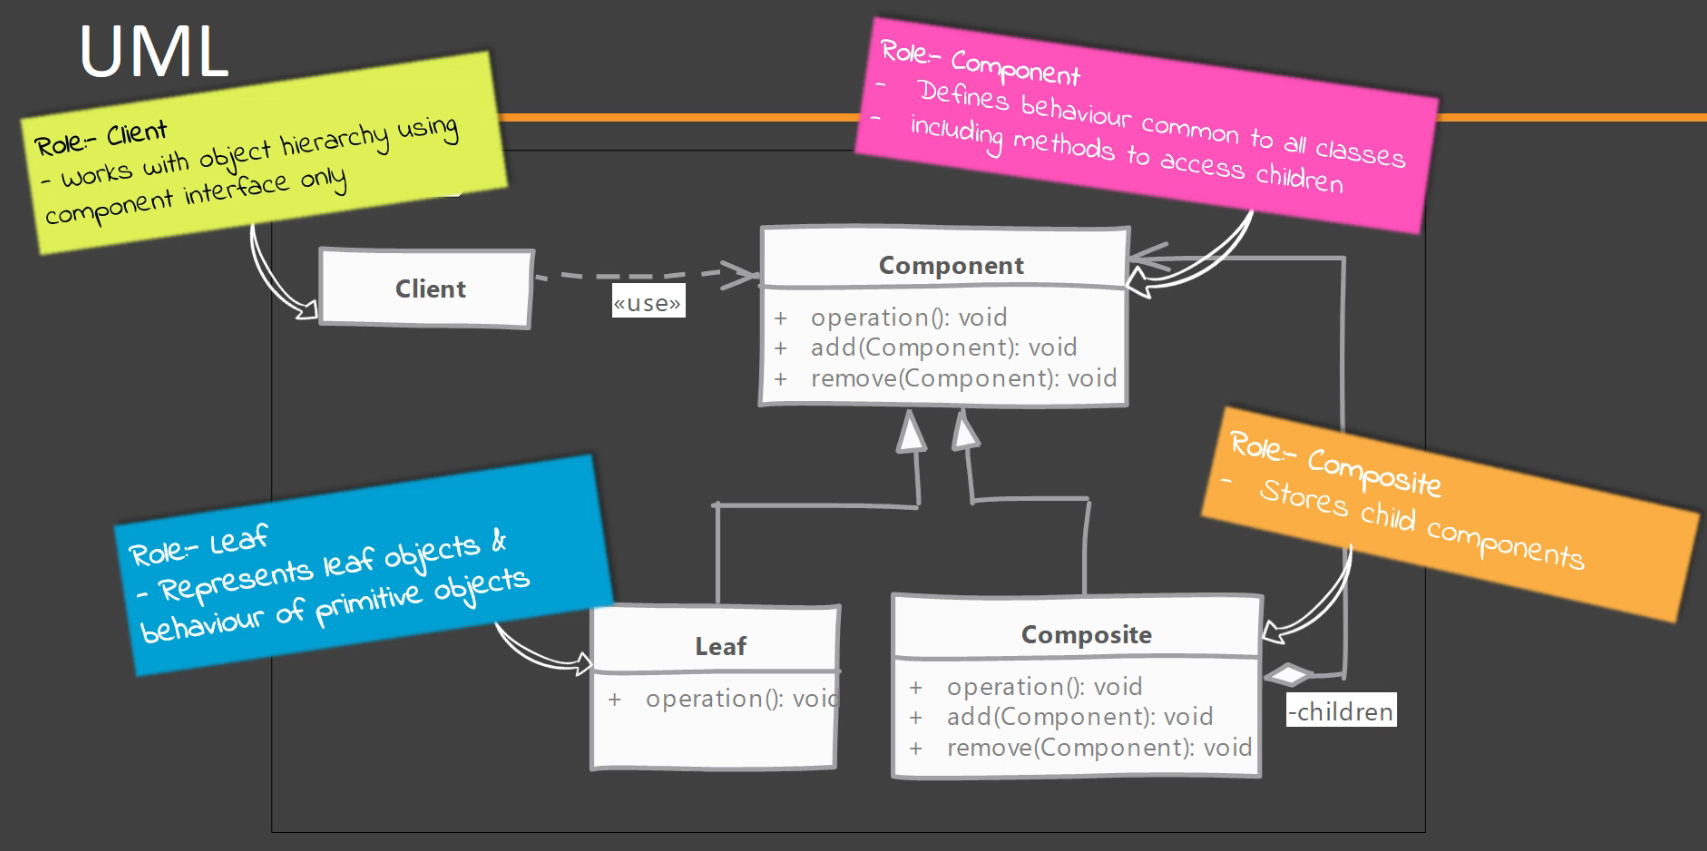 UML
Role:- Client
- Works with object hierarchy using
component interface only
Role:- Component
- Defines behaviour common to all classes
- including methods to access children
Client
«use»
Component
+ operation(): void
+ add(Component): void
+ remove(Component): void
Role:- Composite
- Stores child components
Role:- Leaf
- Represents leaf objects &
behaviour of primitive objects
Leaf
+ operation(): void
Composite
+ operation(): void
+ add(Component): void
+ remove(Component): void
-children